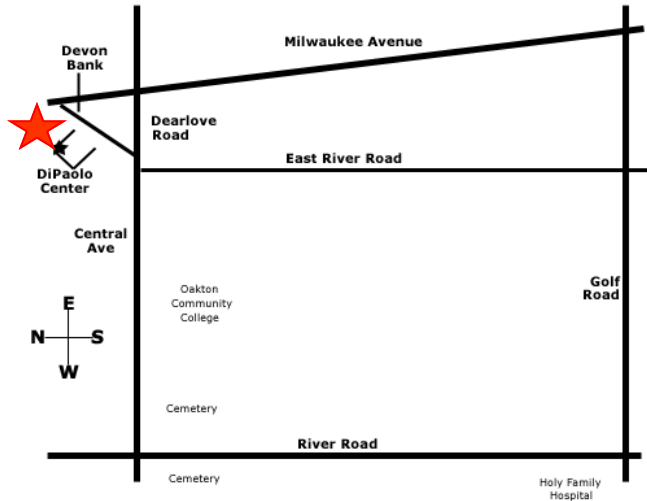 Milwaukee Avenue
Devon
Bank
Dearlove
Road
East River Road
DiPaolo
Center
Central
Ave
Golf
Road
Oakton
Community
College
E
N S
W
Cemetery
River Road
Cemetery
Holy Family
Hospital